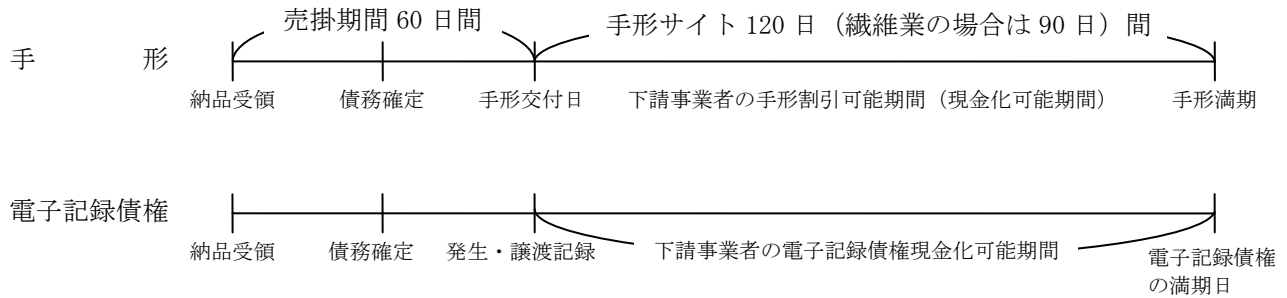 売掛期間 60 日間
手形サイト 120 日（繊維業の場合は 90 日）間
手　　形
納品受領　債務確定　手形交付日　下請事業者の手形割引可能期間（現金化可能期間）　手形満期
電子記録債権
納品受領　債務確定　発生・譲渡記録　下請事業者の電子記録債権現金化可能期間　電子記録債権
の満期日